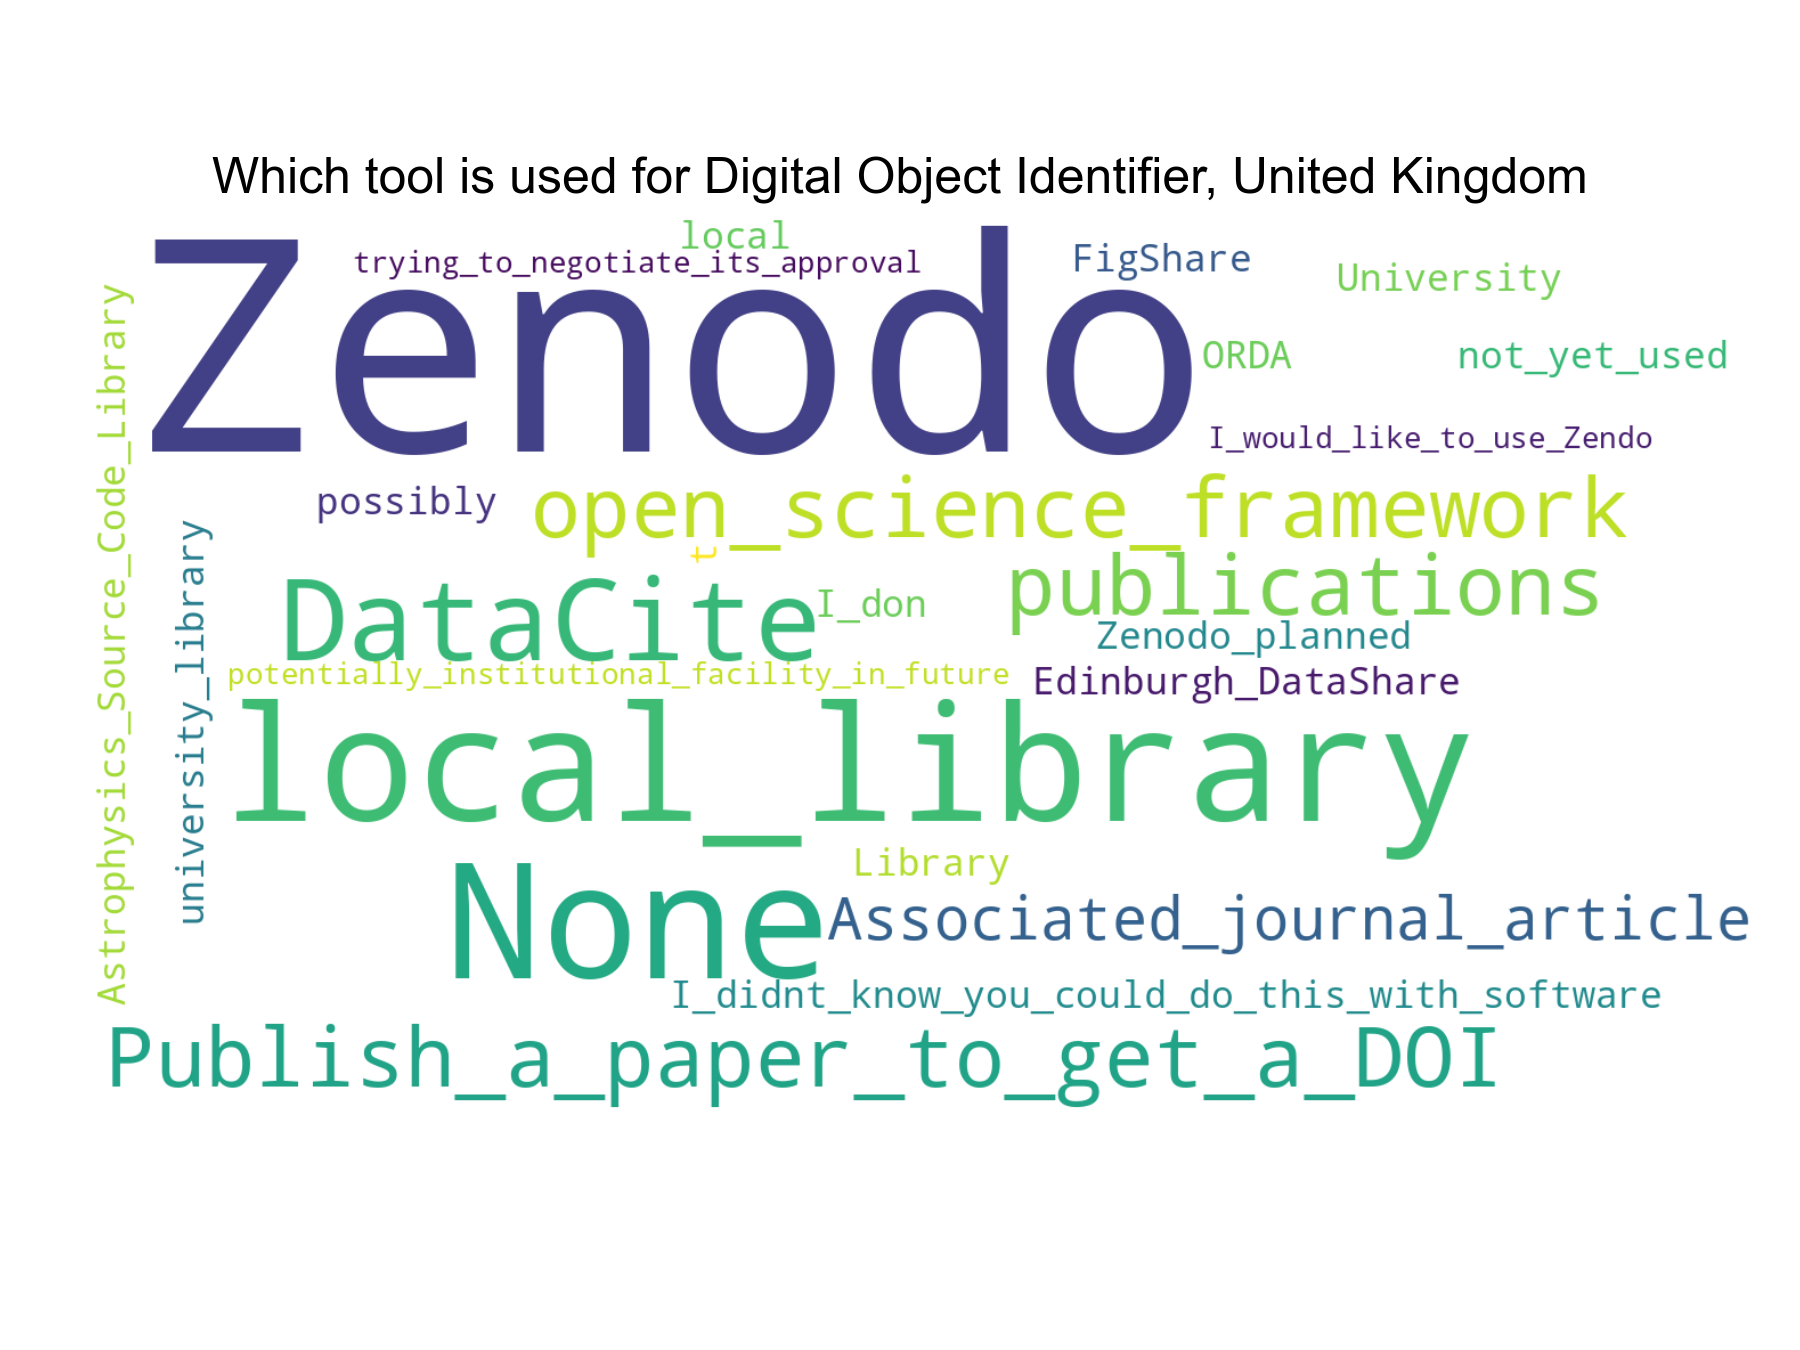 Which tool is used for Digital Object Identifier, United Kingdom
local
trying_to_negotiate_its_approval
FigShare
University
Zenodo
ORDA
not_yet_used
I_would_like_to_use_Zendo
Astrophysics_Source_Code_Library
possibly
open_science_framework
t
university_library
DataCite
I_don
publications
Zenodo_planned
potentially_institutional_facility_in_future
Edinburgh_DataShare
local_library
None
Library
Associated_journal_article
I_didnt_know_you_could_do_this_with_software
Publish_a_paper_to_get_a_DOI